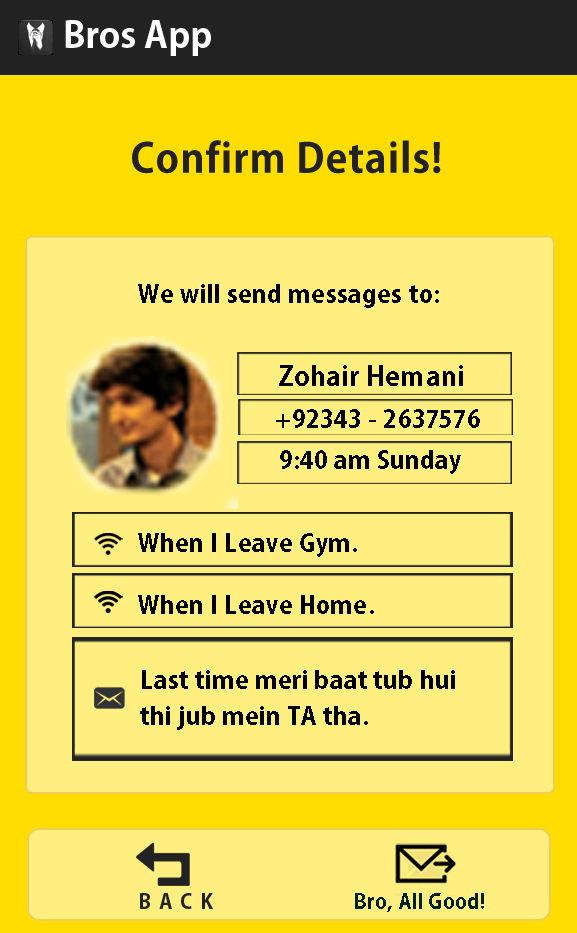 Bros App
Confirm Details!
We will send messages to:
Zohair Hemani
+92343 - 2637576
9:40 am Sunday
When I Leave Gym.
When I Leave Home.
Last time meri baat tub hui
thi jub mein TA tha.
BACK
Bro, All Good!